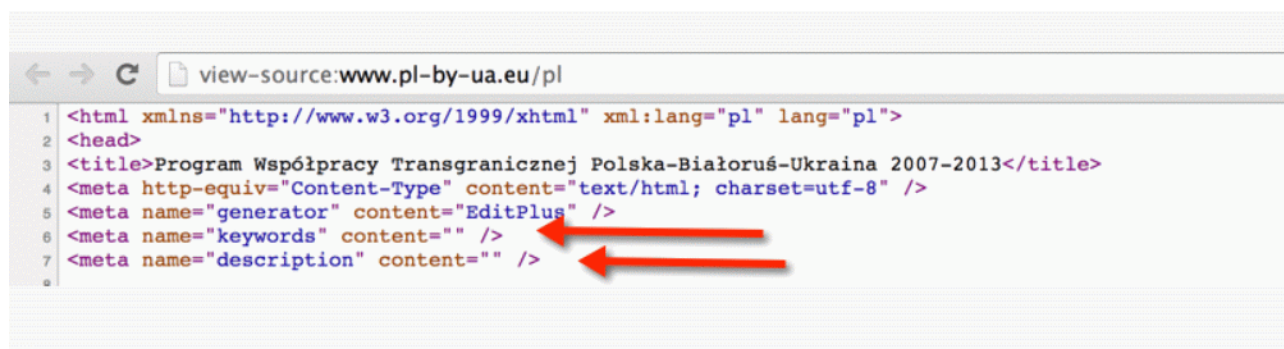 view-source:www.pl-by-ua.eu/pl
1 <html xmlns="http://www.w3.org/1999/xhtml" xml:lang="pl" lang="pl">
2 <head>
3 <title>Program Współpracy Transgranicznej Polska-Białoruś-Ukraina 2007-2013</title>
4 <meta http-equiv="Content-Type" content="text/html; charset=utf-8" />
5 <meta name="generator" content="EditPlus" />
6 <meta name="keywords" content="" />
7 <meta name="description" content="" />
8